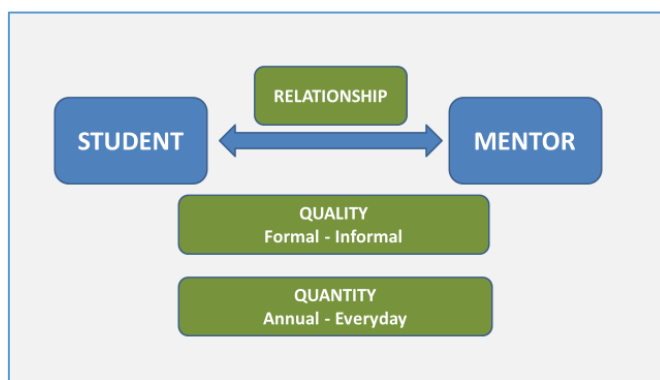 RELATIONSHIP
STUDENT
MENTOR
QUALITY
Formal - Informal
QUANTITY
Annual - Everyday